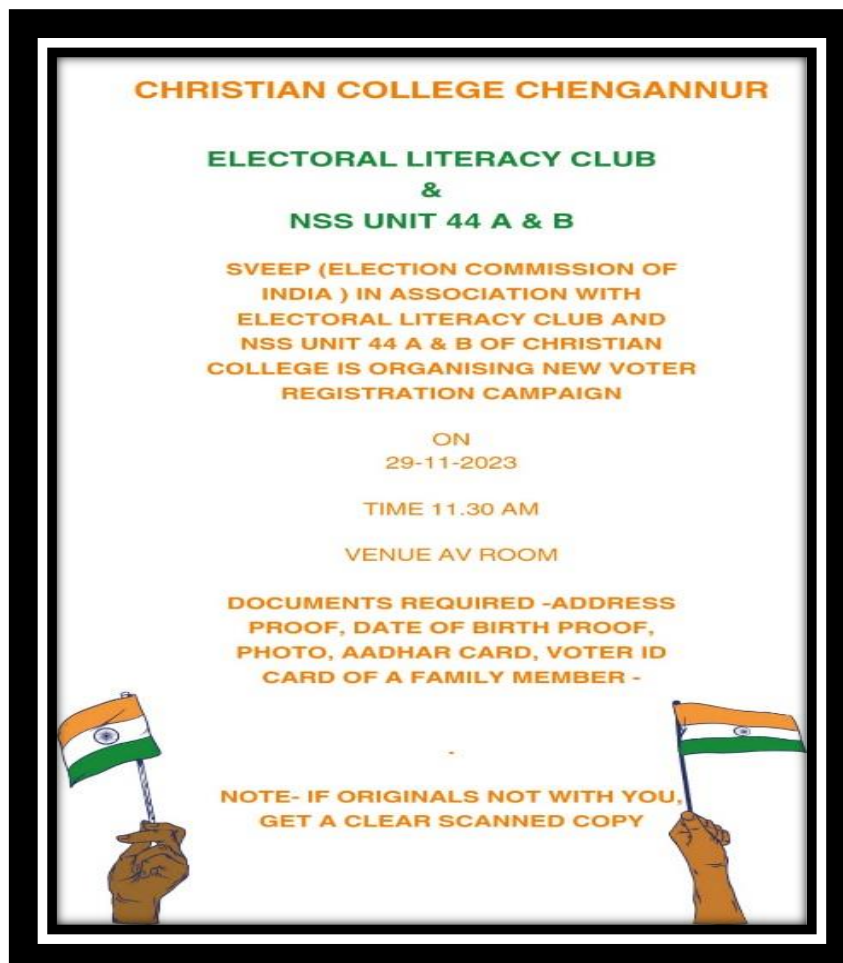 CHRISTIAN COLLEGE CHENGANNUR
ELECTORAL LITERACY CLUB
&
NSS UNIT 44 A & B
SVEEP (ELECTION COMMISSION OF
INDIA ) IN ASSOCIATION WITH
ELECTORAL LITERACY CLUB AND
NSS UNIT 44 A & B OF CHRISTIAN
COLLEGE IS ORGANISING NEW VOTER
REGISTRATION CAMPAIGN
ON
29-11-2023
TIME 11.30 AM
VENUE AV ROOM
DOCUMENTS REQUIRED -ADDRESS
PROOF, DATE OF BIRTH PROOF,
PHOTO, AADHAR CARD, VOTER ID
CARD OF A FAMILY MEMBER -
.
NOTE- IF ORIGINALS NOT WITH YOU,
GET A CLEAR SCANNED COPY